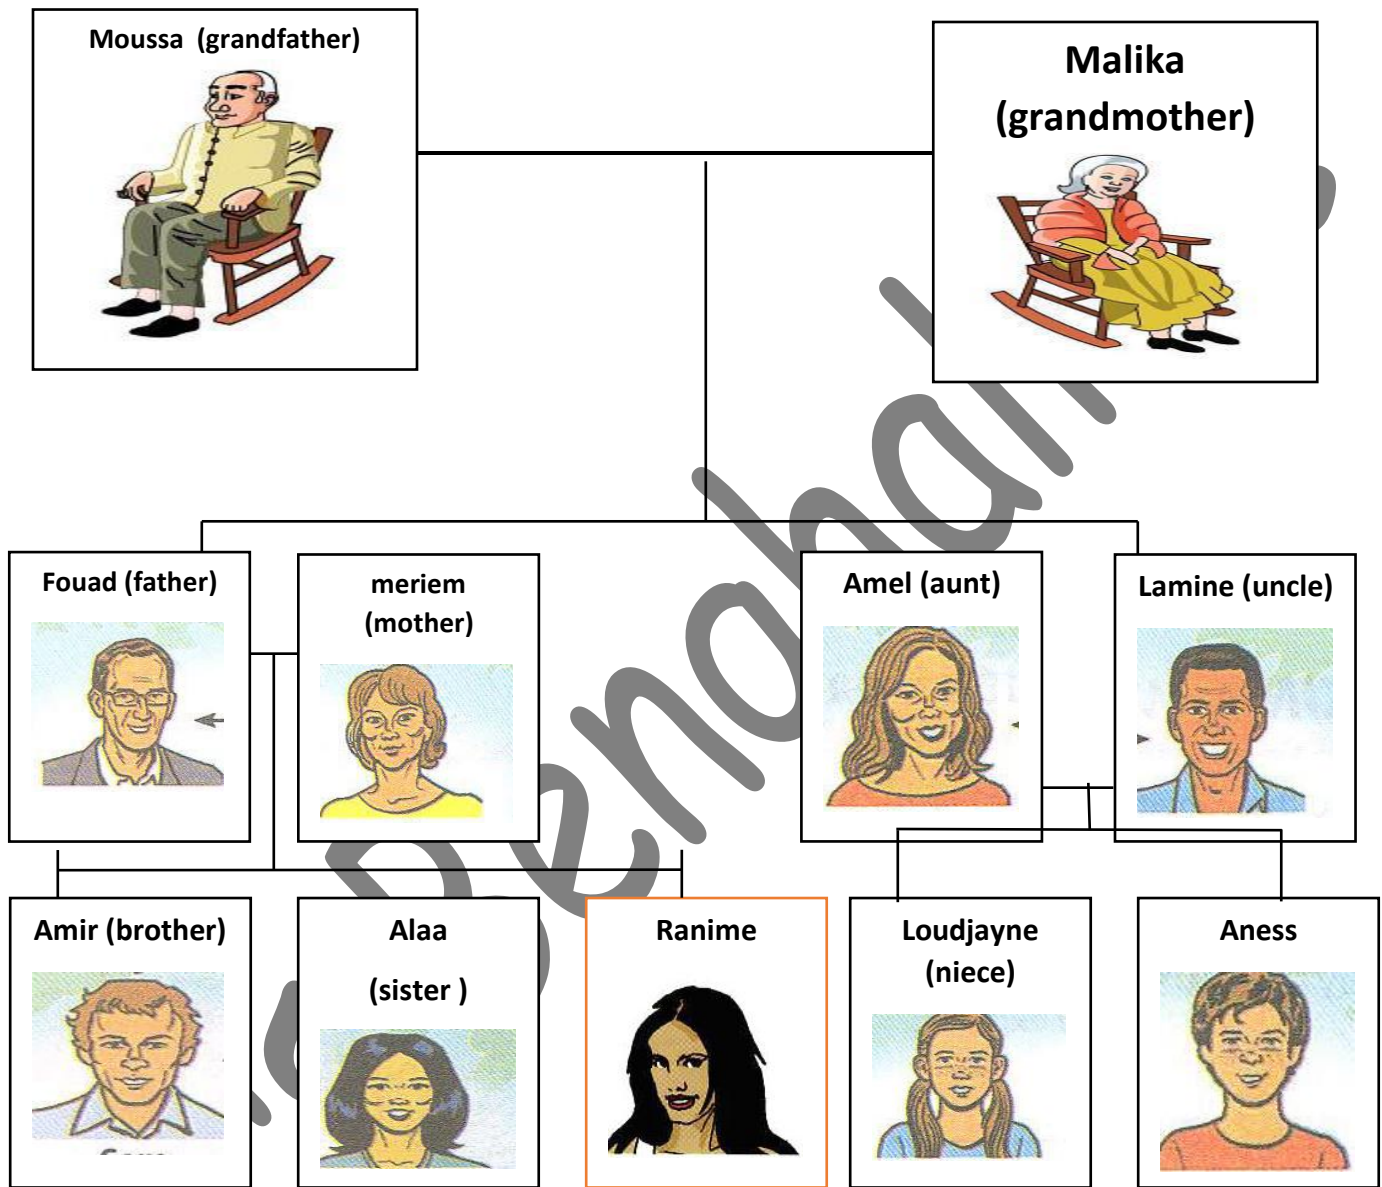 Moussa (grandfather)
Malika
(grandmother)
Fouad (father)
meriem
(mother)
Amel (aunt)
Lamine (uncle)
Amir (brother)
Alaa
(sister )
Ranime
Loudjayne
(niece)
Aness